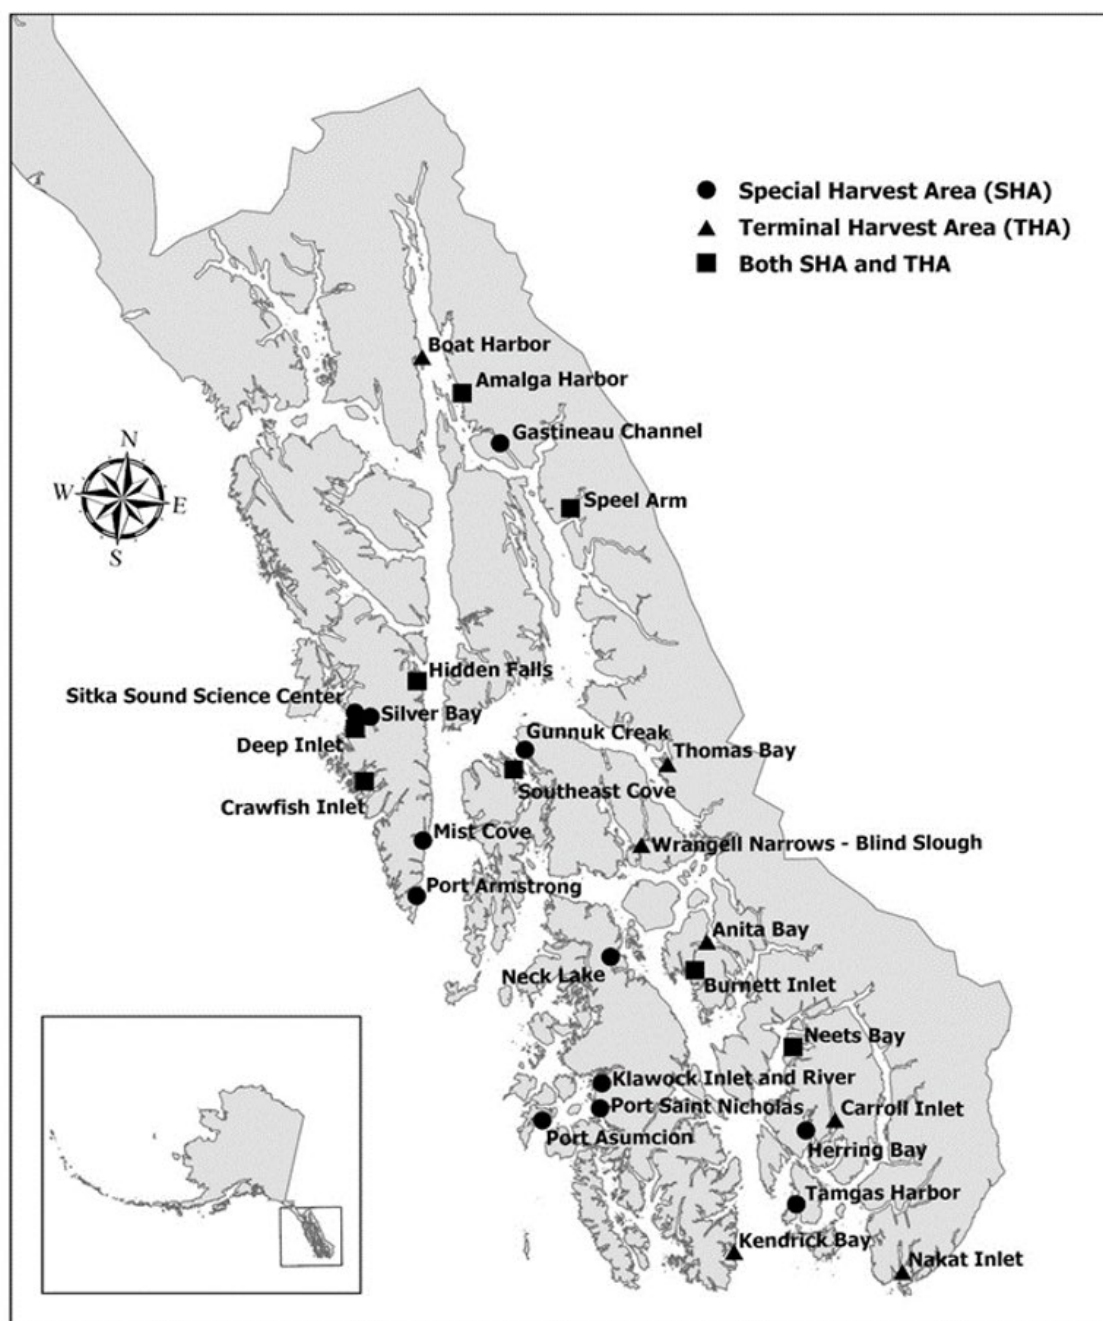 Special Harvest Area (SHA)
Terminal Harvest Area (THA)
Both SHA and THA
Boat Harbor
Amalga Harbor
Gastineau Channel
N
W
E
S
Speel Arm
Hidden Falls
Sitka Sound Science Center
Silver Bay
Deep Inlet
Gunnuk Creak
Thomas Bay
Southeast Cove
Crawfish Inlet
Mist Cove
Wrangell Narrows - Blind Slough
Port Armstrong
Anita Bay
Neck Lake
Burnett Inlet
Neets Bay
Klawock Inlet and River
Port Saint Nicholas
Carroll Inlet
Port Asumcion
Herring Bay
Tamgas Harbor
Kendrick Bay
Nakat Inlet